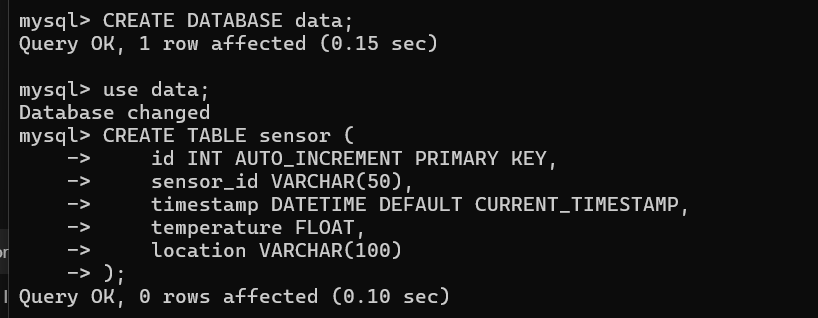 mysql> CREATE DATABASE data;
Query OK, 1 row affected (0.15 sec)

mysql> use data;
Database changed
mysql> CREATE TABLE sensor (
    ->     id INT AUTO_INCREMENT PRIMARY KEY,
    ->     sensor_id VARCHAR(50),
    ->     timestamp DATETIME DEFAULT CURRENT_TIMESTAMP,
    ->     temperature FLOAT,
    ->     location VARCHAR(100)
    -> );
Query OK, 0 rows affected (0.10 sec)